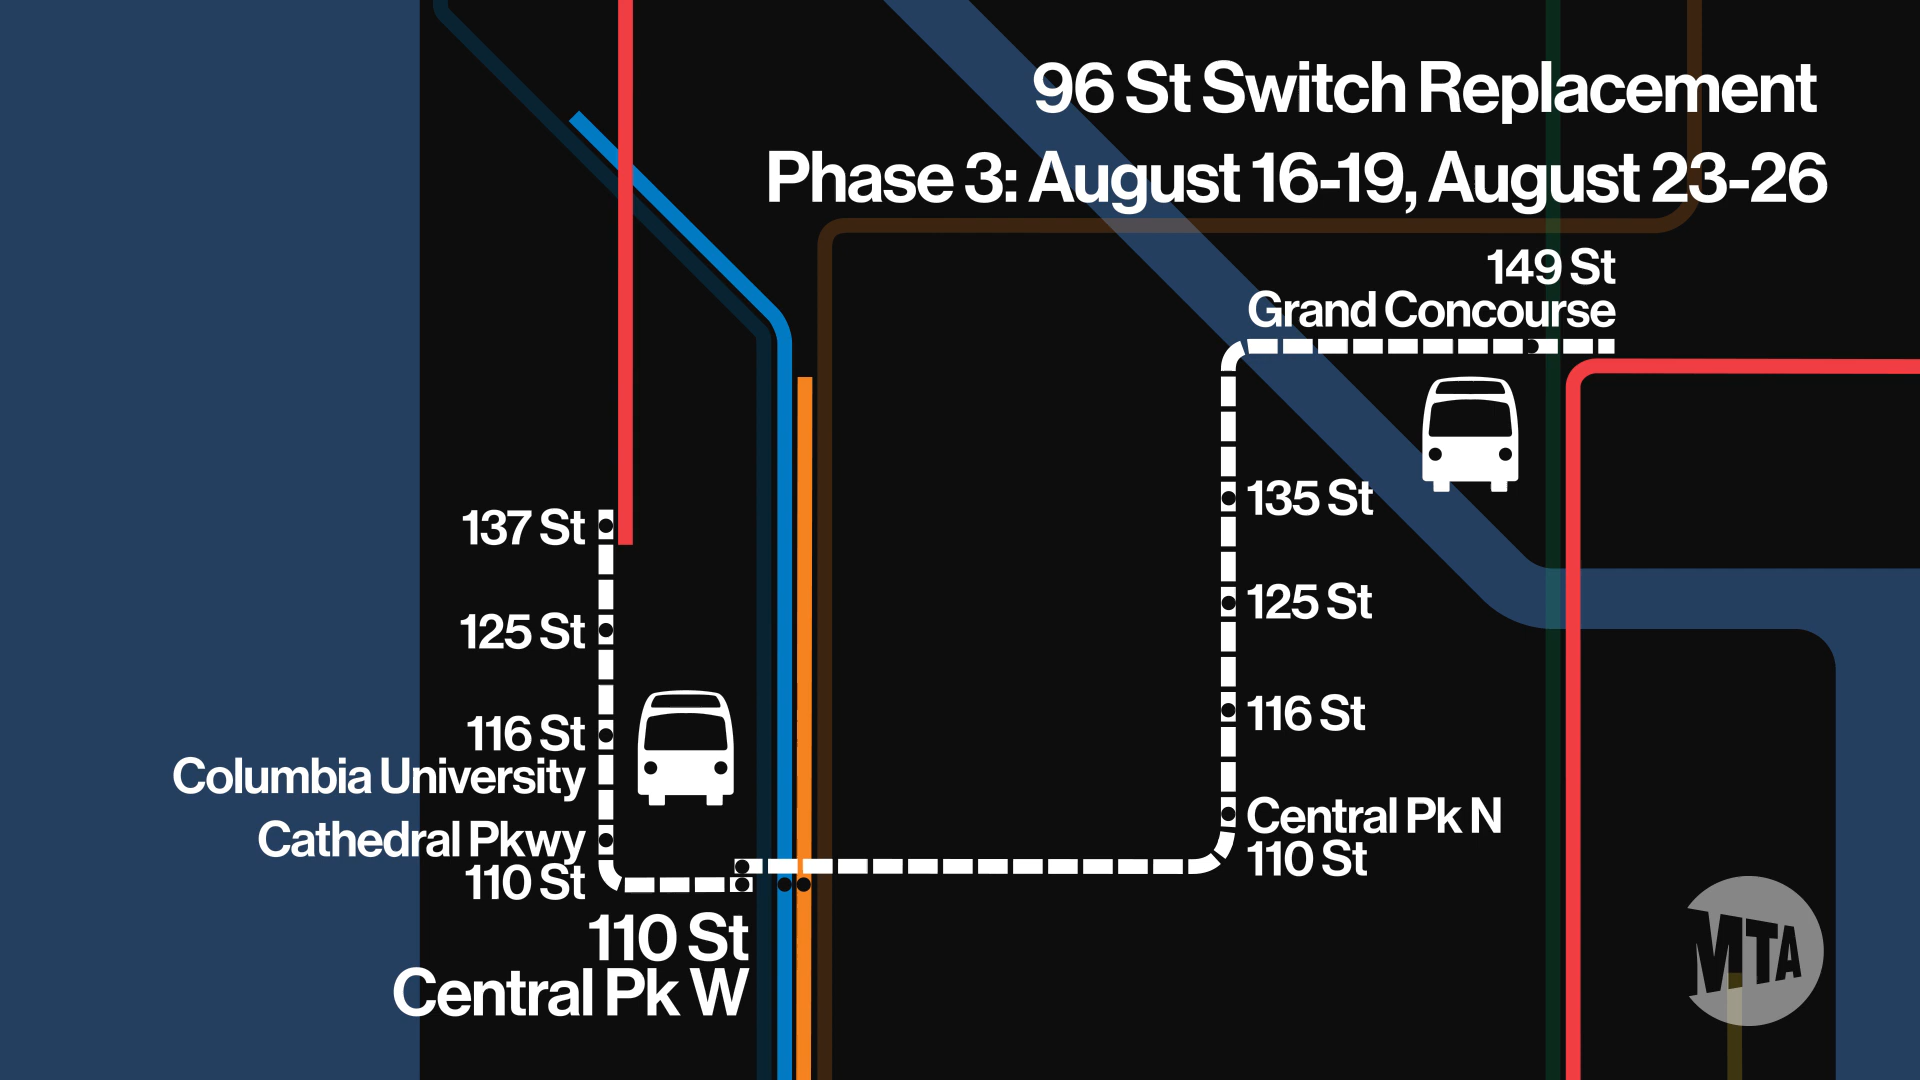 96 St Switch Replacement
Phase 3: August 16-19, August 23-26
149 St
Grand Concourse
135 St
125 St
116 St
Central Pk N
110 St
137 St
125 St
116 St
Columbia University
Cathedral Pkwy
110 St
110 St
Central Pk W
MTA